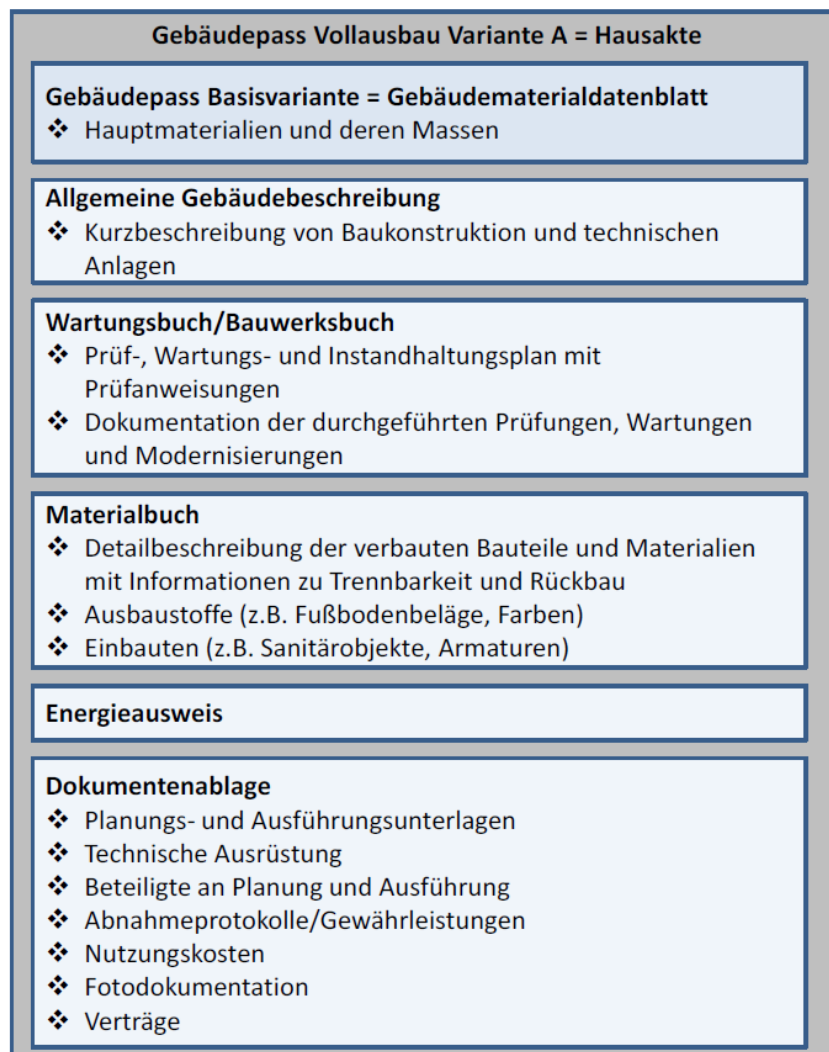 Gebäudepass Vollausbau Variante A = Hausakte
Gebäudepass Basisvariante = Gebäudematerialdatenblatt
❖ Hauptmaterialien und deren Massen
Allgemeine Gebäudebeschreibung
❖ Kurzbeschreibung von Baukonstruktion und technischen
Anlagen
Wartungsbuch/Bauwerksbuch
❖ Prüf-, Wartungs- und Instandhaltungsplan mit
Prüfanweisungen
❖ Dokumentation der durchgeführten Prüfungen, Wartungen
und Modernisierungen
Materialbuch
❖ Detailbeschreibung der verbauten Bauteile und Materialien
mit Informationen zu Trennbarkeit und Rückbau
❖ Ausbaustoffe (z.B. Fußbodenbeläge, Farben)
❖ Einbauten (z.B. Sanitärobjekte, Armaturen)
Energieausweis
Dokumentenablage
❖ Planungs- und Ausführungsunterlagen
❖ Technische Ausrüstung
❖ Beteiligte an Planung und Ausführung
❖ Abnahmeprotokolle/Gewährleistungen
❖ Nutzungskosten
❖ Fotodokumentation
❖ Verträge